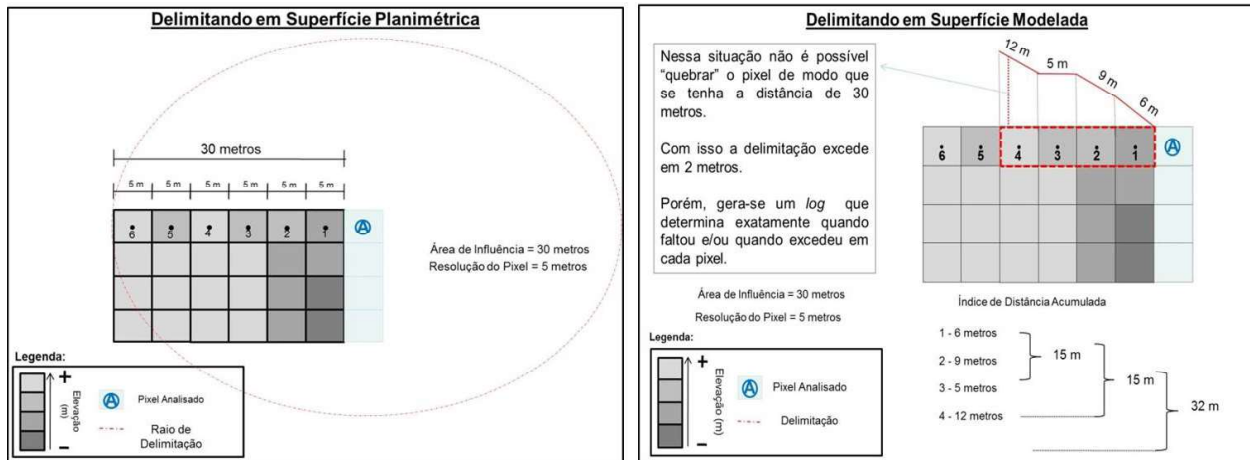 Delimitando em Superfície Planimétrica
30 metros
5 m 5 m 5 m 5 m 5 m 5 m
6 5 4 3 2 1 A
Área de Influência = 30 metros
Resolução do Pixel = 5 metros
Legenda:
+
Elevação (m)
−
A Pixel Analisado
Raio de
Delimitação
Delimitando em Superfície Modelada
Nessa situação não é possível
“quebrar” o pixel de modo que
se tenha a distância de 30
metros.
Com isso a delimitação excede
em 2 metros.
Porém, gera-se um log que
determina exatamente quando
faltou e/ou quando excedeu em
cada pixel.
12 m
5 m
9 m
6 m
6 5 4 3 2 1 A
Área de Influência = 30 metros
Resolução do Pixel = 5 metros
Índice de Distância Acumulada
1 - 6 metros
2 - 9 metros
3 - 5 metros
4 - 12 metros
15 m
15 m
32 m
Legenda:
+
Elevação (m)
−
A Pixel Analisado
Delimitação